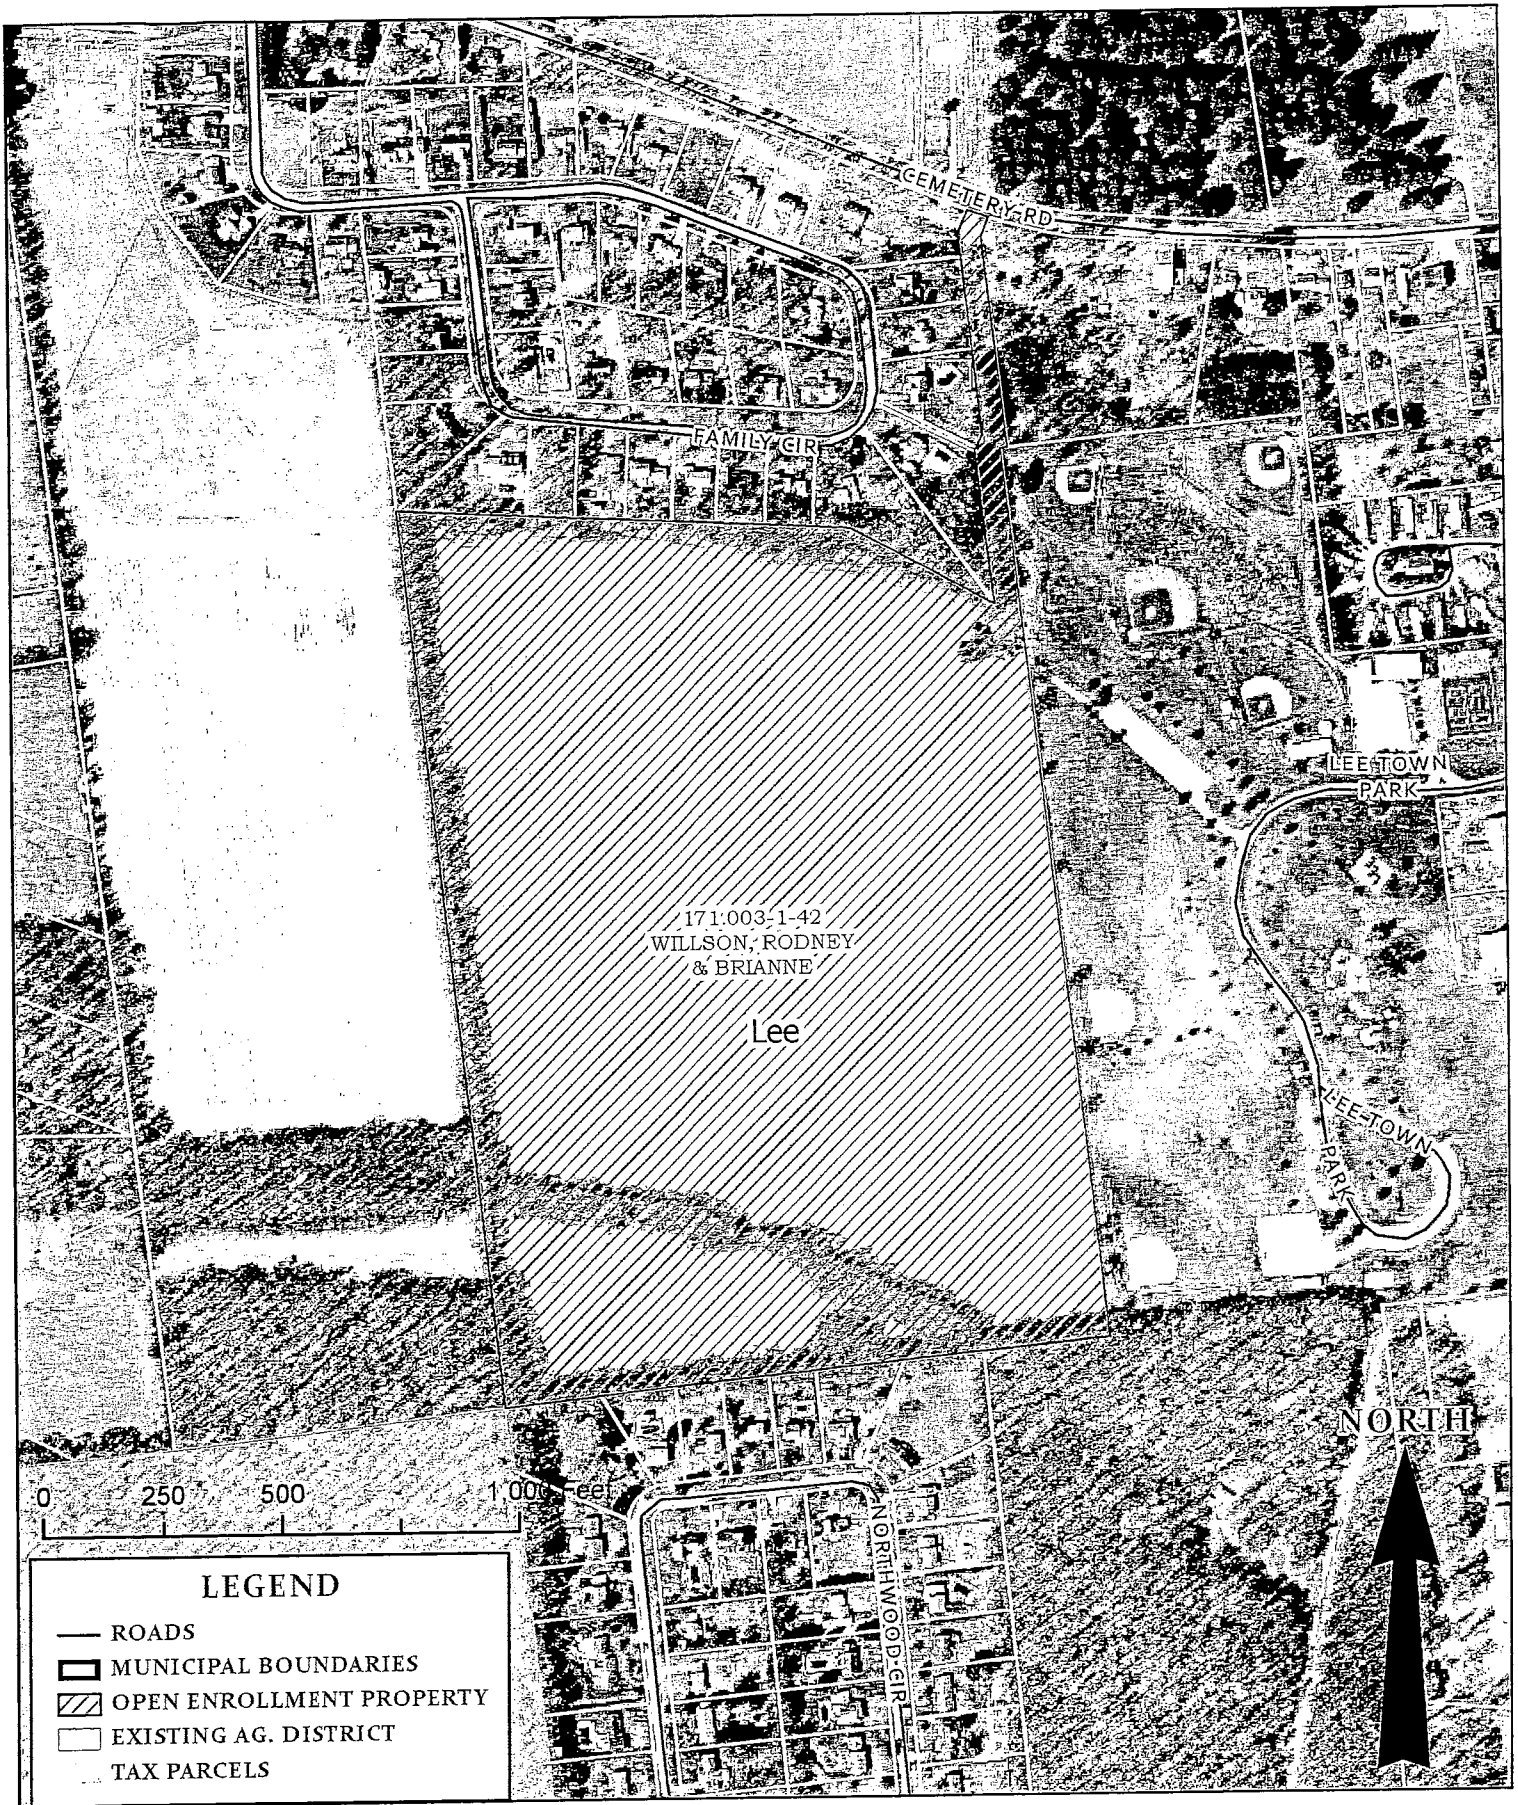 CEMETERY RD
FAMILY CIR
LEE TOWN
PARK
171.003-1-42
WILLSON, RODNEY
& BRIANNE
Lee
LEE TOWN
PARK
NORTH
0 250 500 1,000 Feet
NORTHWOOD CIR
LEGEND
ROADS
MUNICIPAL BOUNDARIES
OPEN ENROLLMENT PROPERTY
EXISTING AG. DISTRICT
TAX PARCELS